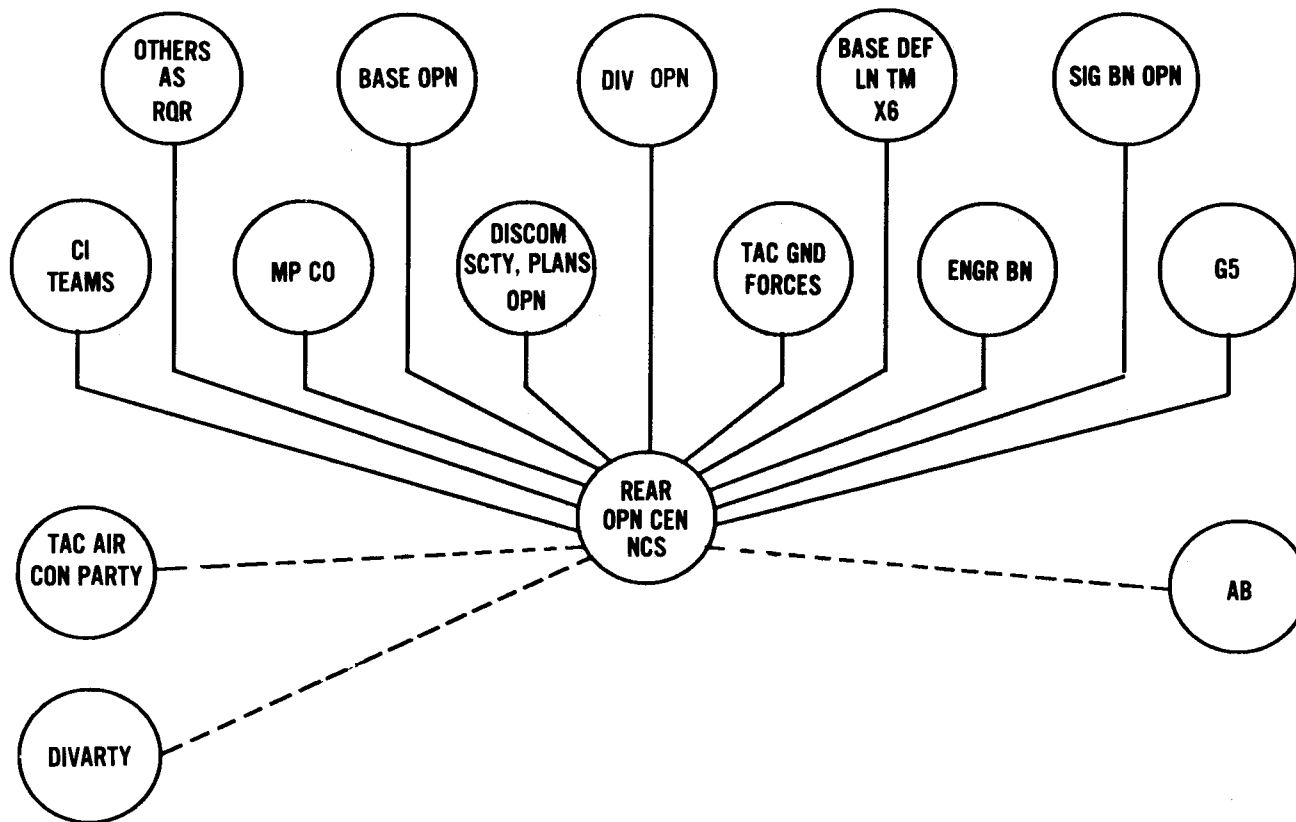 OTHERS
AS
RQR
BASE OPN
DIV OPN
BASE DEF
LN TM
X6
SIG BN OPN
CI
TEAMS
MP CO
DISCOM
SCTY, PLANS
OPN
TAC GND
FORCES
ENGR BN
G5
REAR
OPN CEN
NCS
TAC AIR
CON PARTY
AB
DIVARTY